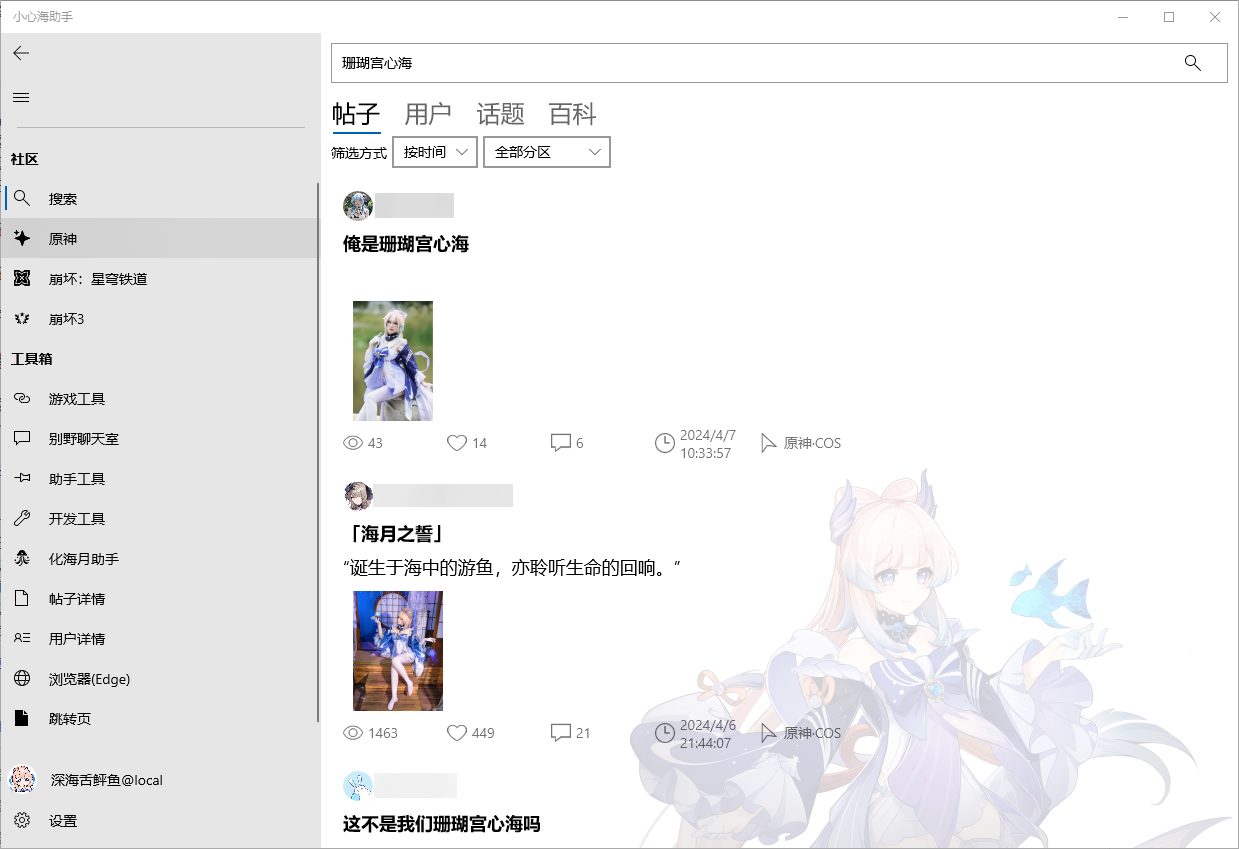 小心海助手
社区
搜索
原神
崩坏：星穹铁道
崩坏3
工具箱
游戏工具
别野聊天室
助手工具
开发工具
化海月助手
帖子详情
用户详情
浏览器(Edge)
跳转页
深海舌鮃鱼@local
设置
珊瑚宫心海
帖子 用户 话题 百科
筛选方式 按时间 全部分区
俺是珊瑚宫心海
43 14 6 2024/4/7 10:33:57 原神·COS
「海月之誓」
“诞生于海中的游鱼，亦聆听生命的回响。”
1463 449 21 2024/4/6 21:44:07 原神·COS
这不是我们珊瑚宫心海吗